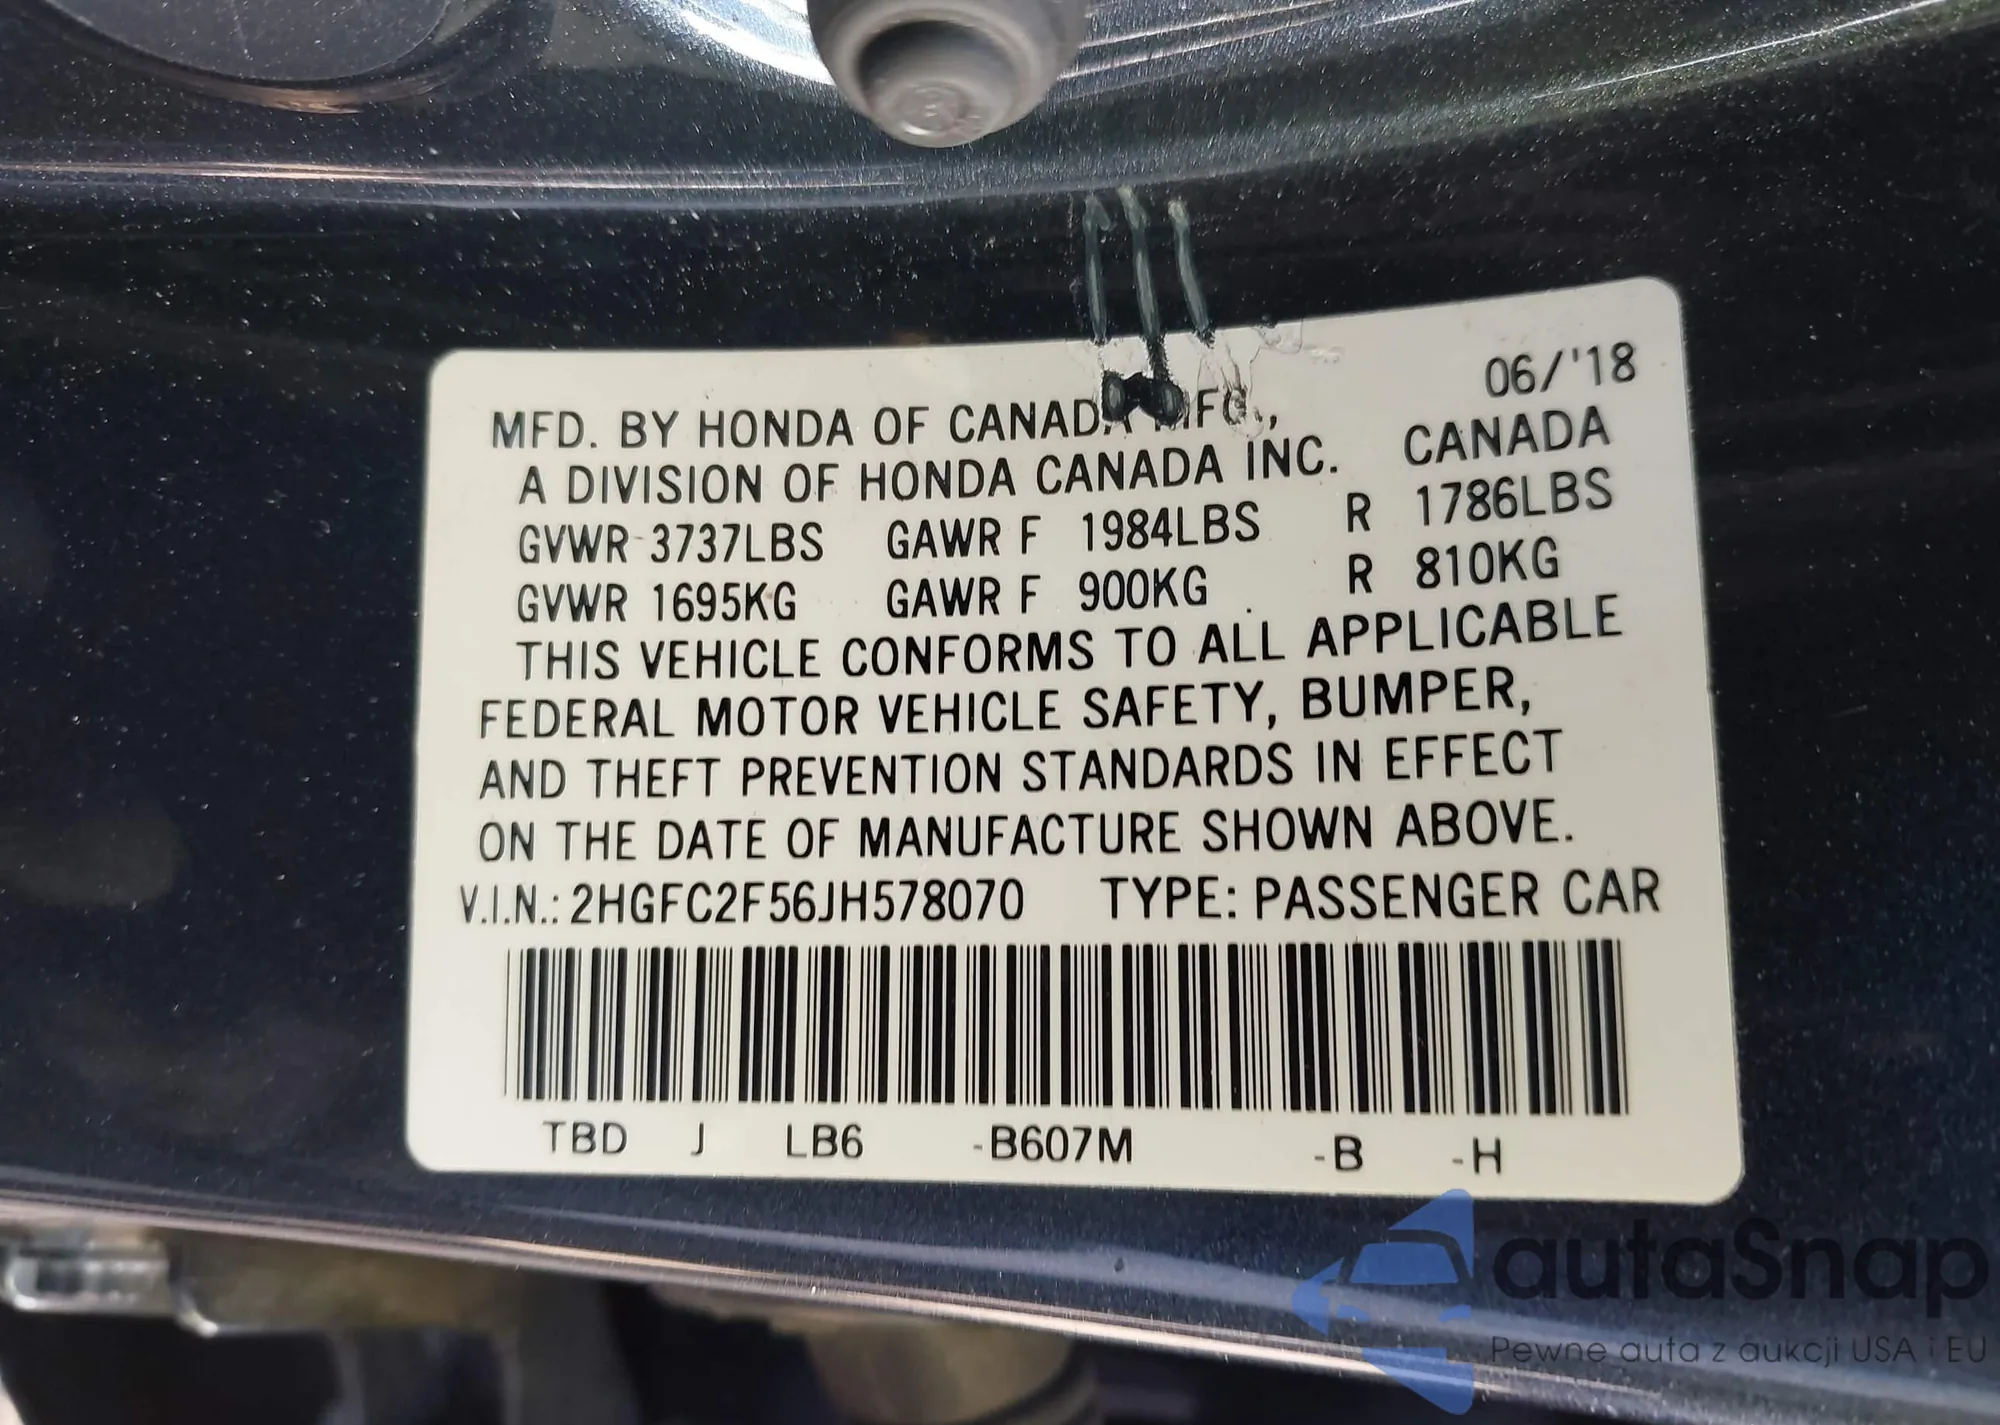 06/'18
MFD. BY HONDA OF CANADA MFG.,
A DIVISION OF HONDA CANADA INC. CANADA
GVWR 3737LBS GAWR F 1984LBS R 1786LBS
GVWR 1695KG GAWR F 900KG R 810KG
THIS VEHICLE CONFORMS TO ALL APPLICABLE
FEDERAL MOTOR VEHICLE SAFETY, BUMPER,
AND THEFT PREVENTION STANDARDS IN EFFECT
ON THE DATE OF MANUFACTURE SHOWN ABOVE.
V.I.N.: 2HGFC2F56JH578070 TYPE: PASSENGER CAR
TBD J LB6 -B607M -B -H
autaSnap
Pewne auta z aukcji USA i EU